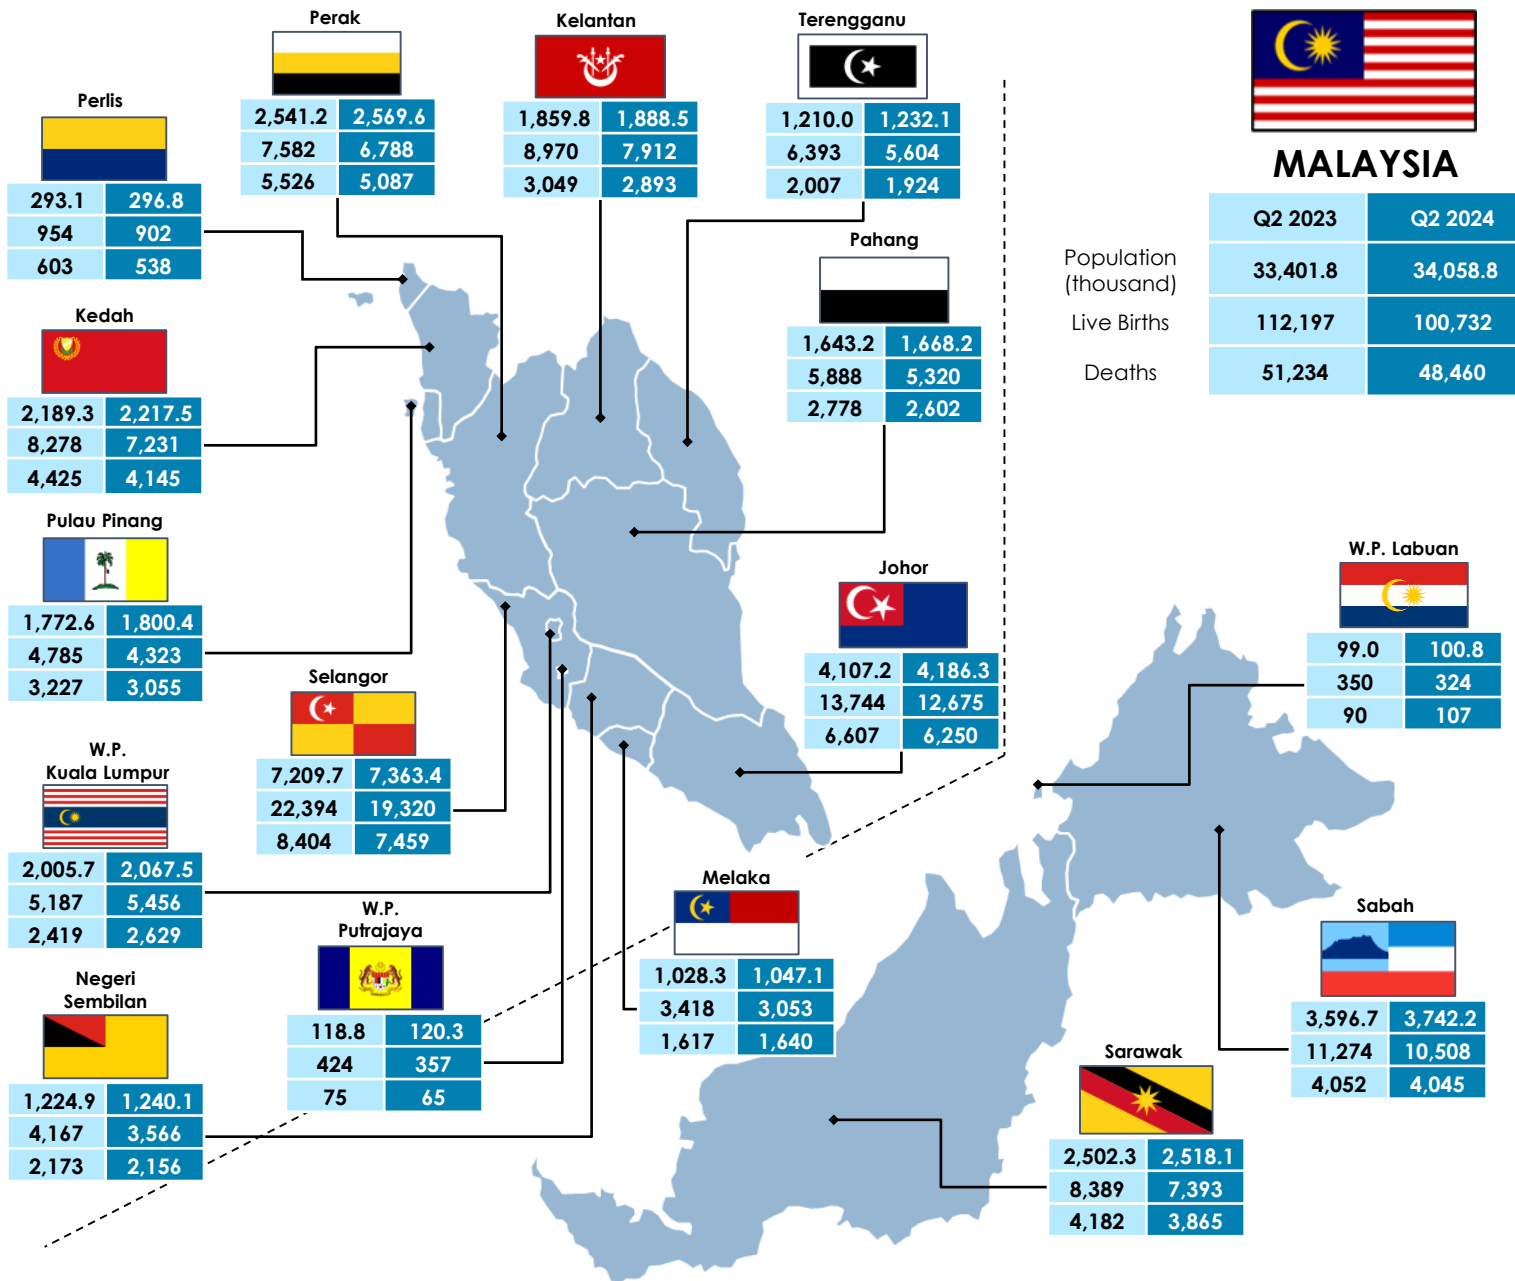 Perak
2,541.2 2,569.6
7,582 6,788
5,526 5,087
Kelantan
1,859.8 1,888.5
8,970 7,912
3,049 2,893
Terengganu
1,210.0 1,232.1
6,393 5,604
2,007 1,924
MALAYSIA
Q2 2023 Q2 2024
Population
(thousand)
33,401.8 34,058.8
Live Births 112,197 100,732
Deaths 51,234 48,460
Perlis
293.1 296.8
954 902
603 538
Pahang
1,643.2 1,668.2
5,888 5,320
2,778 2,602
Kedah
2,189.3 2,217.5
8,278 7,231
4,425 4,145
Pulau Pinang
1,772.6 1,800.4
4,785 4,323
3,227 3,055
Johor
4,107.2 4,186.3
13,744 12,675
6,607 6,250
W.P. Labuan
99.0 100.8
350 324
90 107
Selangor
7,209.7 7,363.4
22,394 19,320
8,404 7,459
W.P.
Kuala Lumpur
2,005.7 2,067.5
5,187 5,456
2,419 2,629
W.P.
Putrajaya
118.8 120.3
424 357
75 65
Melaka
1,028.3 1,047.1
3,418 3,053
1,617 1,640
Sabah
3,596.7 3,742.2
11,274 10,508
4,052 4,045
Negeri
Sembilan
1,224.9 1,240.1
4,167 3,566
2,173 2,156
Sarawak
2,502.3 2,518.1
8,389 7,393
4,182 3,865